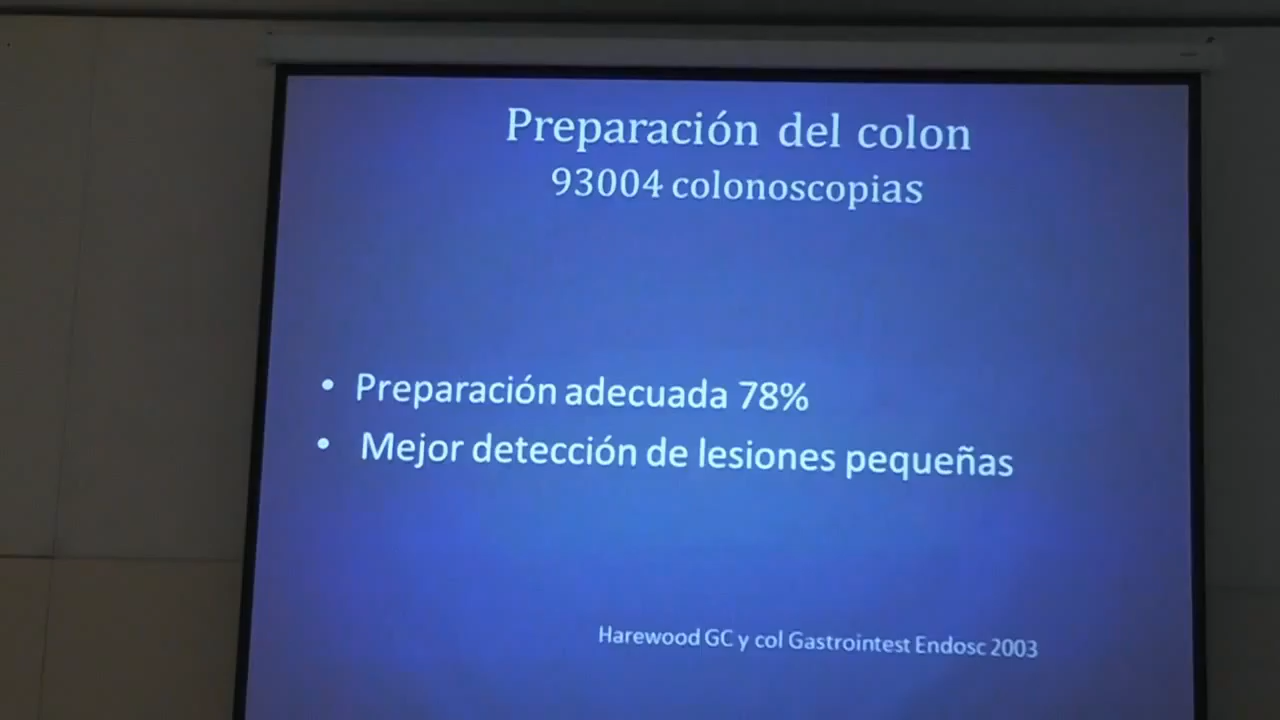 Preparación del colon
93004 colonoscopias
• Preparación adecuada 78%
• Mejor detección de lesiones pequeñas
Harewood GC y col Gastrointest Endosc 2003